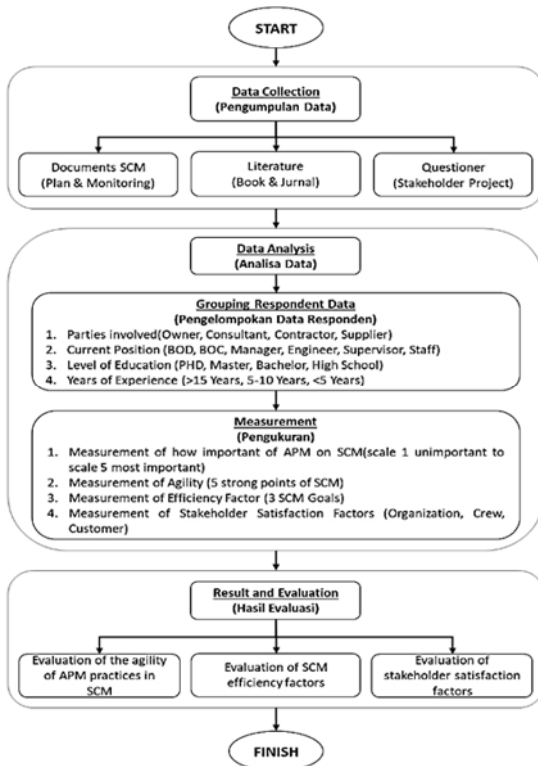 START
Data Collection
(Pengumpulan Data)
Documents SCM
(Plan & Monitoring)
Literature
(Book & Jurnal)
Questioner
(Stakeholder Project)
Data Analysis
(Analisa Data)
Grouping Respondent Data
(Pengelompokan Data Responden)
1. Parties involved(Owner, Consultant, Contractor, Supplier)
2. Current Position (BOD, BOC, Manager, Engineer, Supervisor, Staff)
3. Level of Education (PHD, Master, Bachelor, High School)
4. Years of Experience (>15 Years, 5-10 Years, <5 Years)
Measurement
(Pengukuran)
1. Measurement of how important of APM on SCM(scale 1 unimportant to
scale 5 most important)
2. Measurement of Agility (5 strong points of SCM)
3. Measurement of Efficiency Factor (3 SCM Goals)
4. Measurement of Stakeholder Satisfaction Factors (Organization, Crew,
Customer)
Result and Evaluation
(Hasil Evaluasi)
Evaluation of the agility
of APM practices in
SCM
Evaluation of SCM
efficiency factors
Evaluation of
stakeholder satisfaction
factors
FINISH